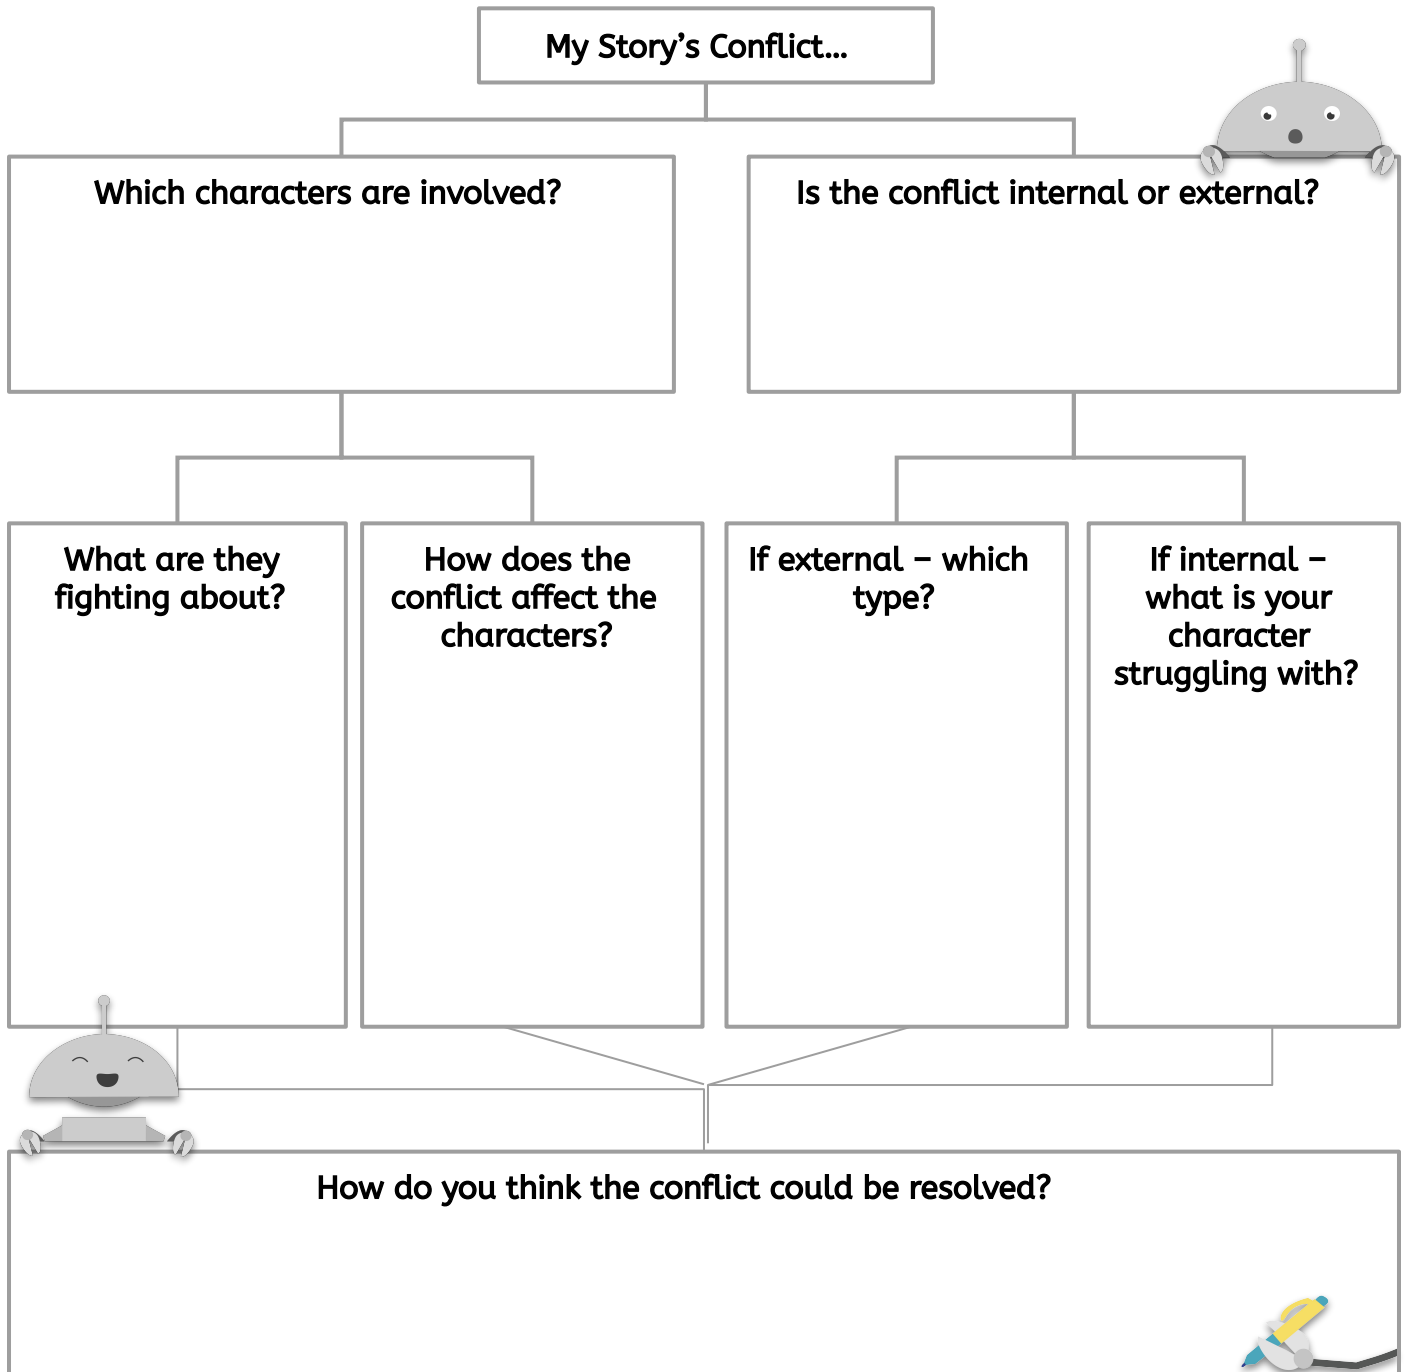 My Story’s Conflict...
Which characters are involved?
Is the conflict internal or external?
What are they
fighting about?
How does the
conflict affect the
characters?
If external – which
type?
If internal –
what is your
character
struggling with?
How do you think the conflict could be resolved?